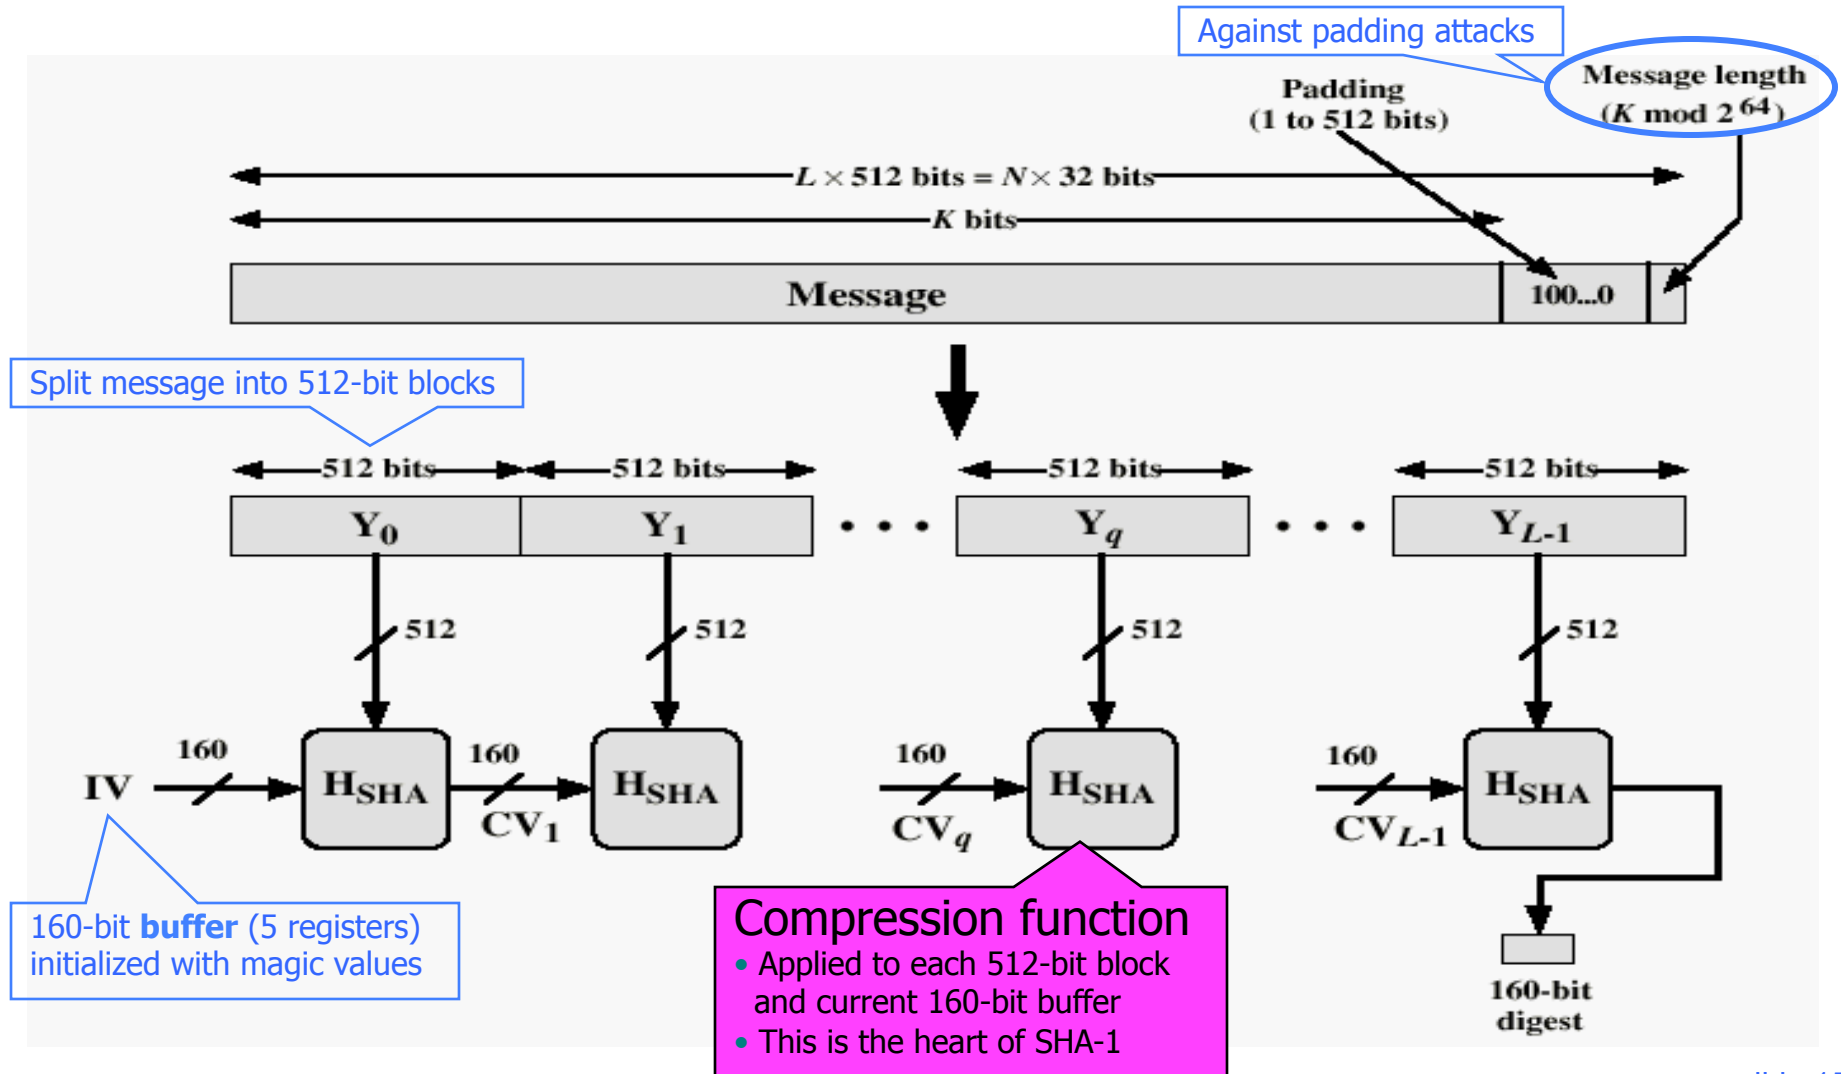 Against padding attacks
Padding
(1 to 512 bits)
Message length
(K mod 2^64)
L × 512 bits = N × 32 bits
K bits
Message
100...0
Split message into 512-bit blocks
512 bits
512 bits
512 bits
512 bits
Y0
Y1
• • •
Yq
• • •
YL-1
512
512
512
512
160
160
160
160
IV
HSHA
CV1
HSHA
CVq
HSHA
CVL-1
HSHA
160-bit buffer (5 registers)
initialized with magic values
Compression function
• Applied to each 512-bit block
and current 160-bit buffer
• This is the heart of SHA-1
160-bit
digest